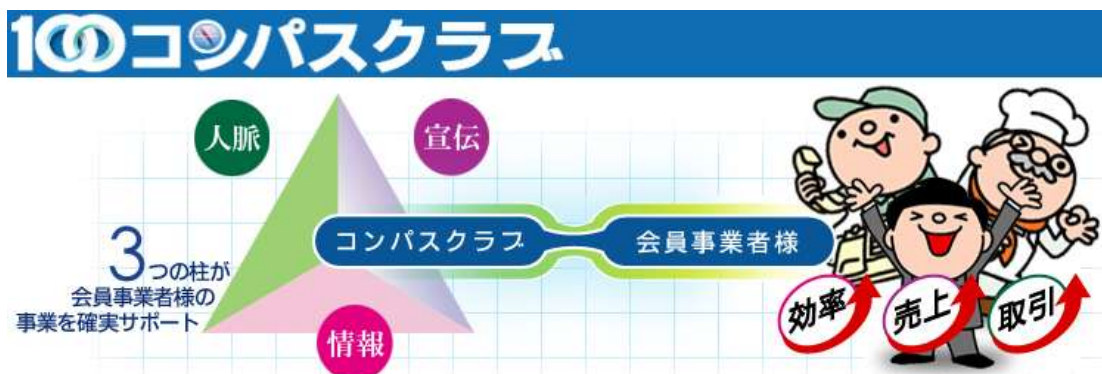 100コンパスクラブ
人脈
宣伝
コンパスクラブ
会員事業者様
3つの柱が
会員事業者様の
事業を確実サポート
情報
効率
売上
取引